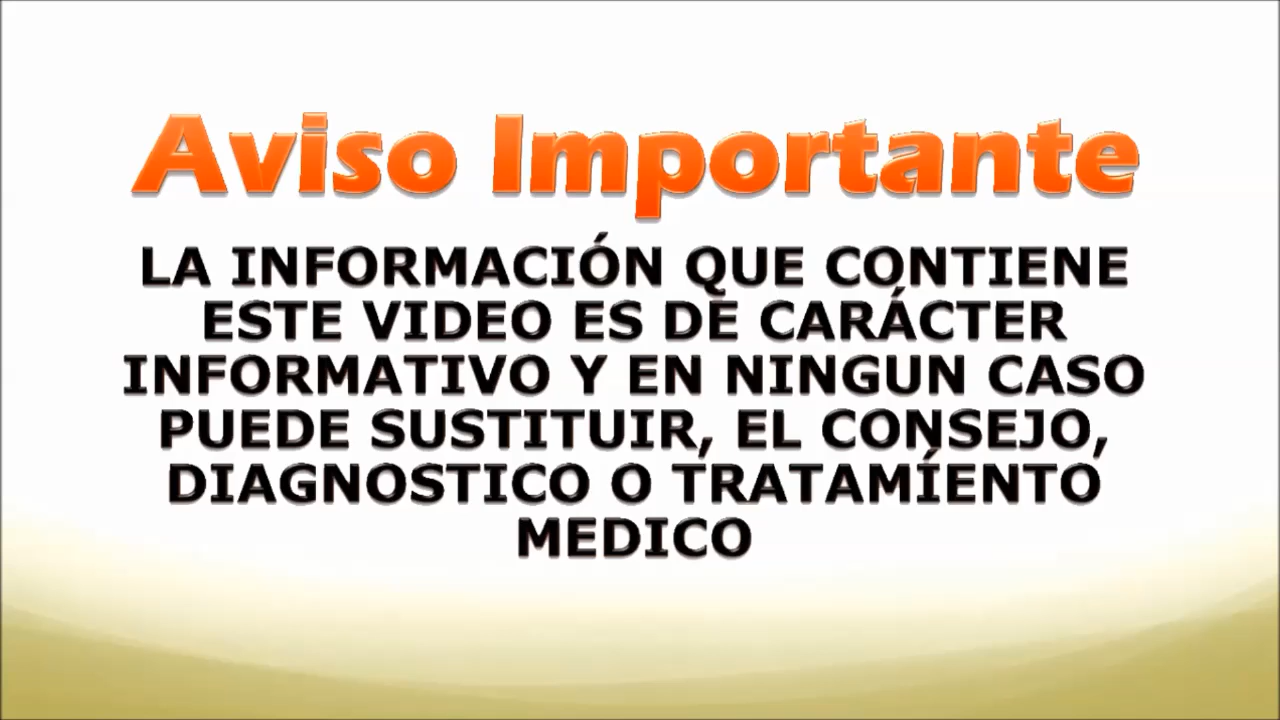 Aviso Importante
LA INFORMACIÓN QUE CONTIENE
ESTE VIDEO ES DE CARÁCTER
INFORMATIVO Y EN NINGUN CASO
PUEDE SUSTITUIR, EL CONSEJO,
DIAGNOSTICO O TRATAMÍENTO
MEDICO